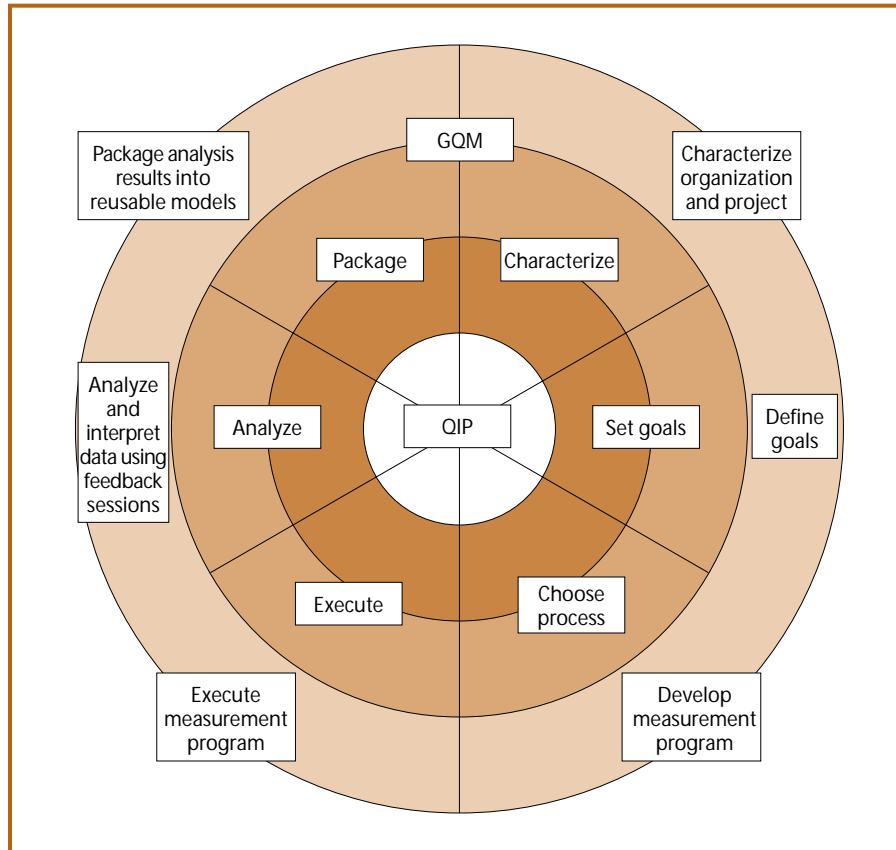 GQM
Package analysis
results into
reusable models
Characterize
organization
and project
Package
Characterize
Analyze
and
interpret
data using
feedback
sessions
Analyze
QIP
Set goals
Define
goals
Execute
Choose
process
Execute
measurement
program
Develop
measurement
program